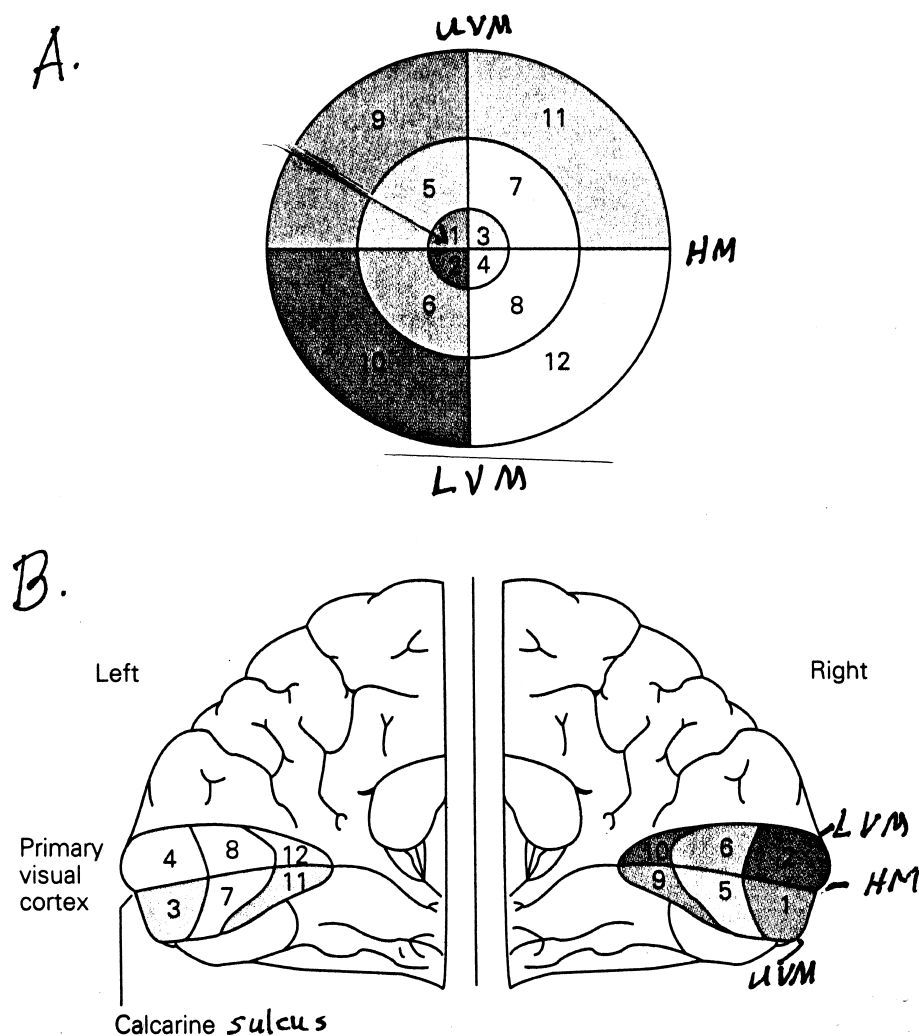 A.
UVM
9
11
5
7
1
3
HM
2
4
6
8
10
12
LVM
B.
Left
Right
Primary
visual
cortex
4
8
12
10
6
2
LVM
3
7
11
9
5
1
HM
UVM
Calcarine sulcus